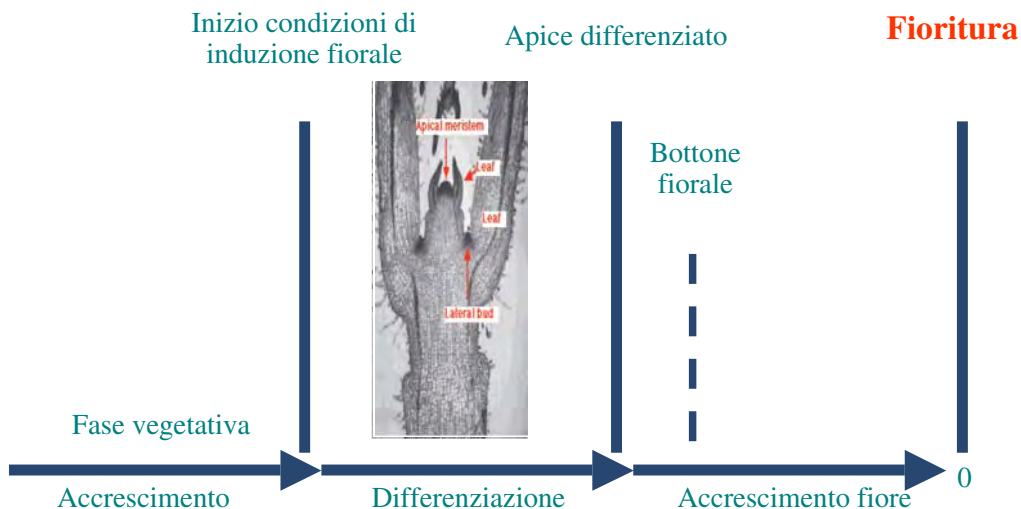 Inizio condizioni di
induzione fiorale
Apice differenziato
Fioritura
Apical meristem
Leaf
Leaf
Lateral bud
Bottone
fiorale
Fase vegetativa
Accrescimento
Differenziazione
Accrescimento fiore
0